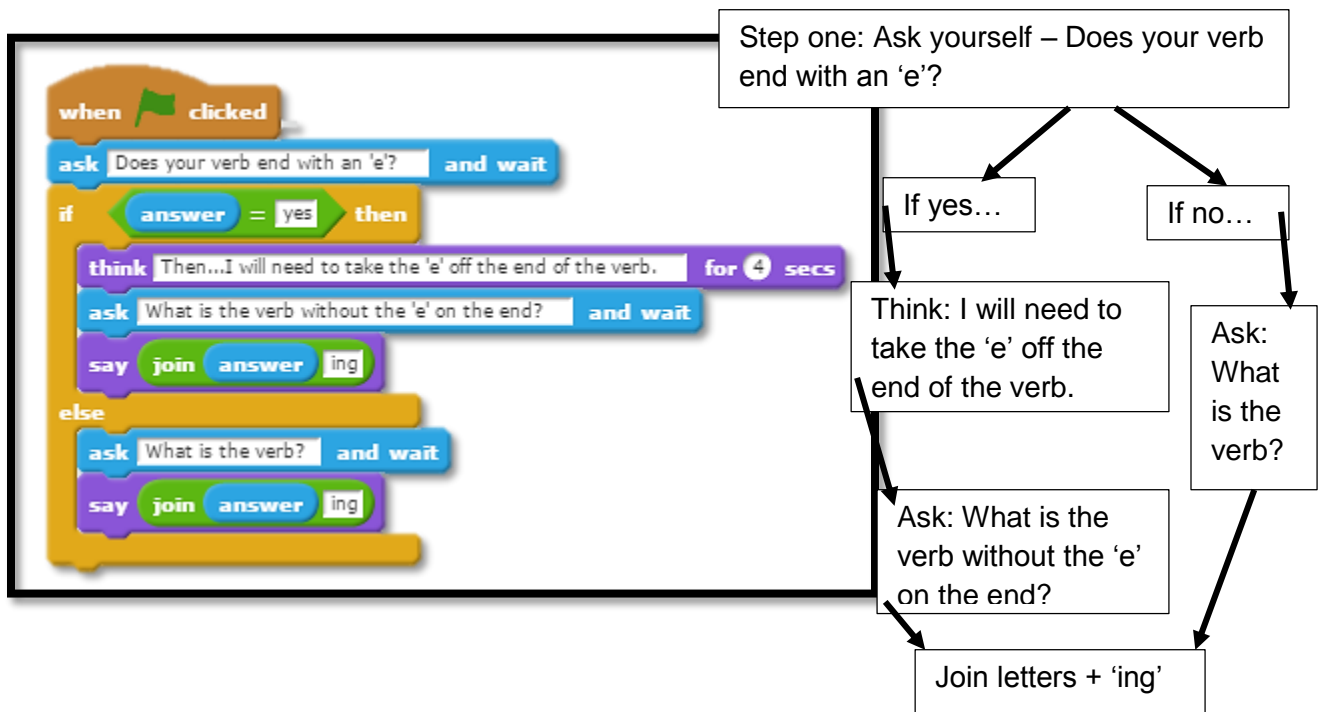 when clicked
ask Does your verb end with an 'e'? and wait
if answer = yes then
think Then...I will need to take the 'e' off the end of the verb. for 4 secs
ask What is the verb without the 'e' on the end? and wait
say join answer ing
else
ask What is the verb? and wait
say join answer ing
Step one: Ask yourself – Does your verb
end with an ‘e’?
If yes…
If no…
Think: I will need to
take the ‘e’ off the
end of the verb.
Ask:
What
is the
verb?
Ask: What is the
verb without the ‘e’
on the end?
Join letters + ‘ing’